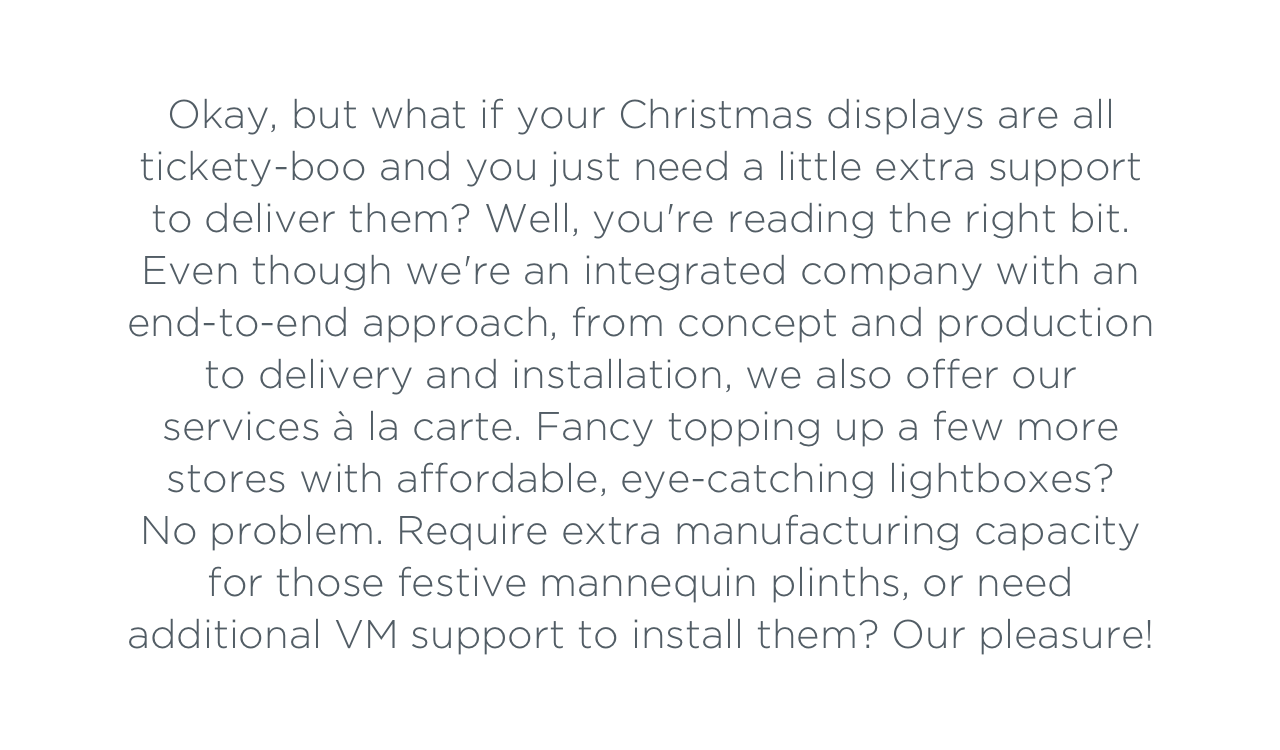 Okay, but what if your Christmas displays are all
tickety-boo and you just need a little extra support
to deliver them? Well, you're reading the right bit.
Even though we're an integrated company with an
end-to-end approach, from concept and production
to delivery and installation, we also offer our
services à la carte. Fancy topping up a few more
stores with affordable, eye-catching lightboxes?
No problem. Require extra manufacturing capacity
for those festive mannequin plinths, or need
additional VM support to install them? Our pleasure!